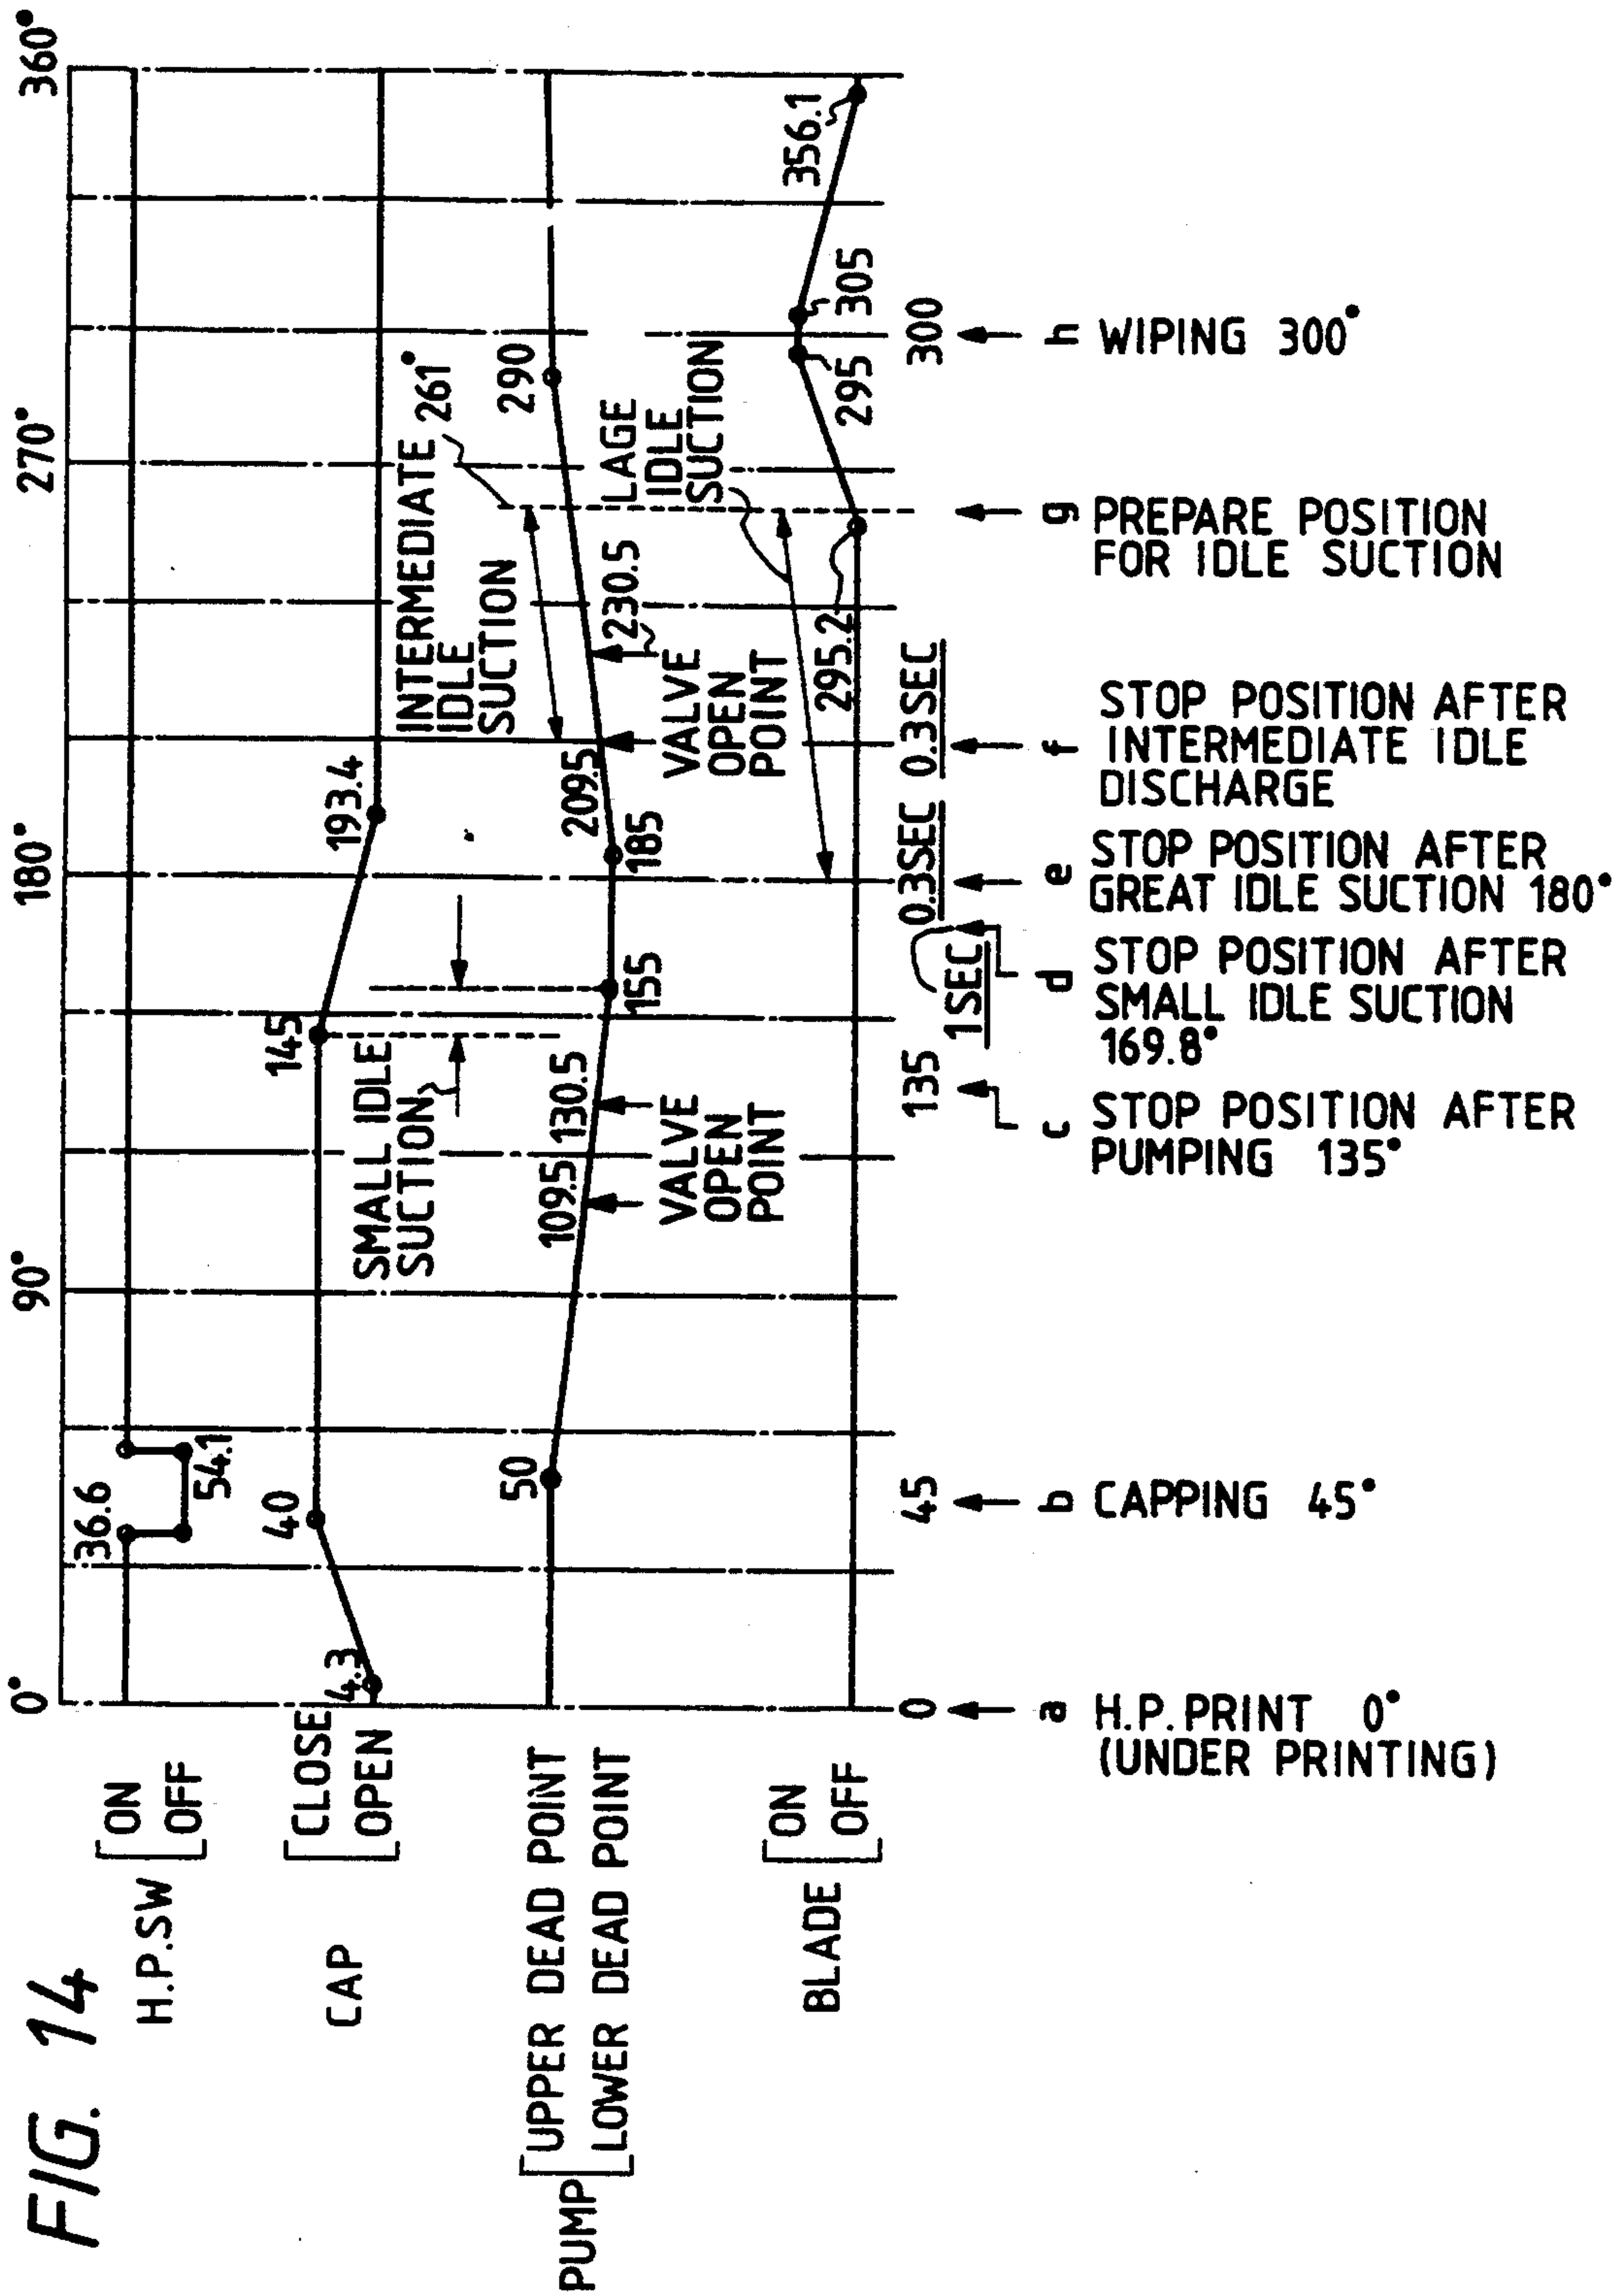 FIG. 14
0°
90°
180°
270°
360°
H.P.SW
ON
OFF
36.6
54.1
CAP
CLOSE
OPEN
4.3
40
145
193.4
SMALL IDLE
SUCTION
INTERMEDIATE
IDLE
SUCTION
261°
PUMP
UPPER DEAD POINT
LOWER DEAD POINT
50
109.5
130.5
155
185
209.5
230.5
290
VALVE
OPEN
POINT
VALVE
OPEN
POINT
LAGE
IDLE
SUCTION
BLADE
ON
OFF
295.2
295
305
356.1
0
45
135
1SEC
0.3SEC
0.3SEC
300
a
H.P. PRINT 0°
(UNDER PRINTING)
b
CAPPING 45°
c
STOP POSITION AFTER
PUMPING 135°
d
STOP POSITION AFTER
SMALL IDLE SUCTION
169.8°
e
STOP POSITION AFTER
GREAT IDLE SUCTION 180°
f
STOP POSITION AFTER
INTERMEDIATE IDLE
DISCHARGE
g
PREPARE POSITION
FOR IDLE SUCTION
h
WIPING 300°